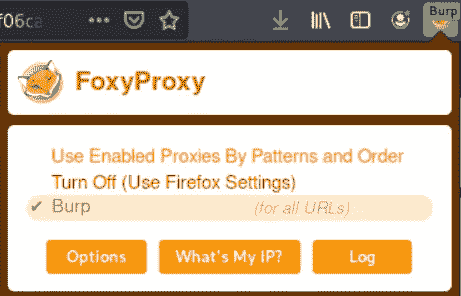 f06ca
Burp
FoxyProxy
Use Enabled Proxies By Patterns and Order
Turn Off (Use Firefox Settings)
✔ Burp (for all URLs)
Options What's My IP? Log